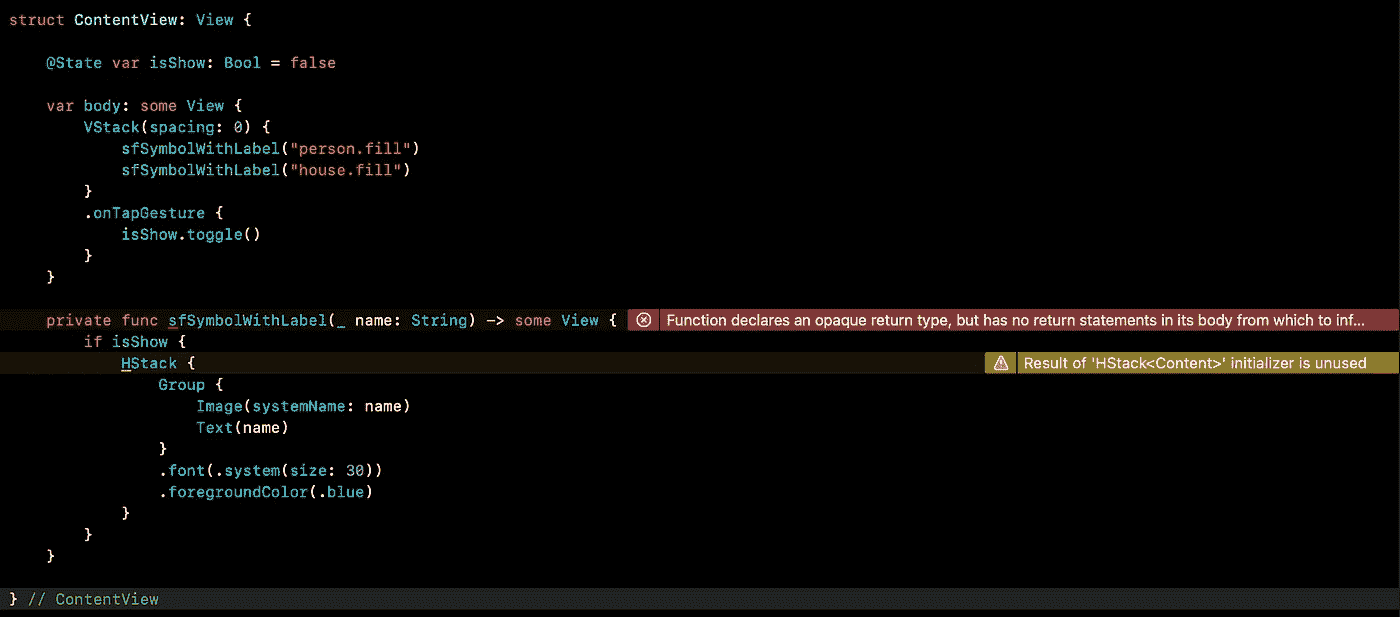 struct ContentView: View {
@State var isShow: Bool = false
var body: some View {
VStack(spacing: 0) {
sfSymbolWithLabel("person.fill")
sfSymbolWithLabel("house.fill")
}
.onTapGesture {
isShow.toggle()
}
}
private func sfSymbolWithLabel(_ name: String) -> some View { Function declares an opaque return type, but has no return statements in its body from which to inf...
if isShow {
HStack { Result of 'HStack<Content>' initializer is unused
Group {
Image(systemName: name)
Text(name)
}
.font(.system(size: 30))
.foregroundColor(.blue)
}
}
}
} // ContentView